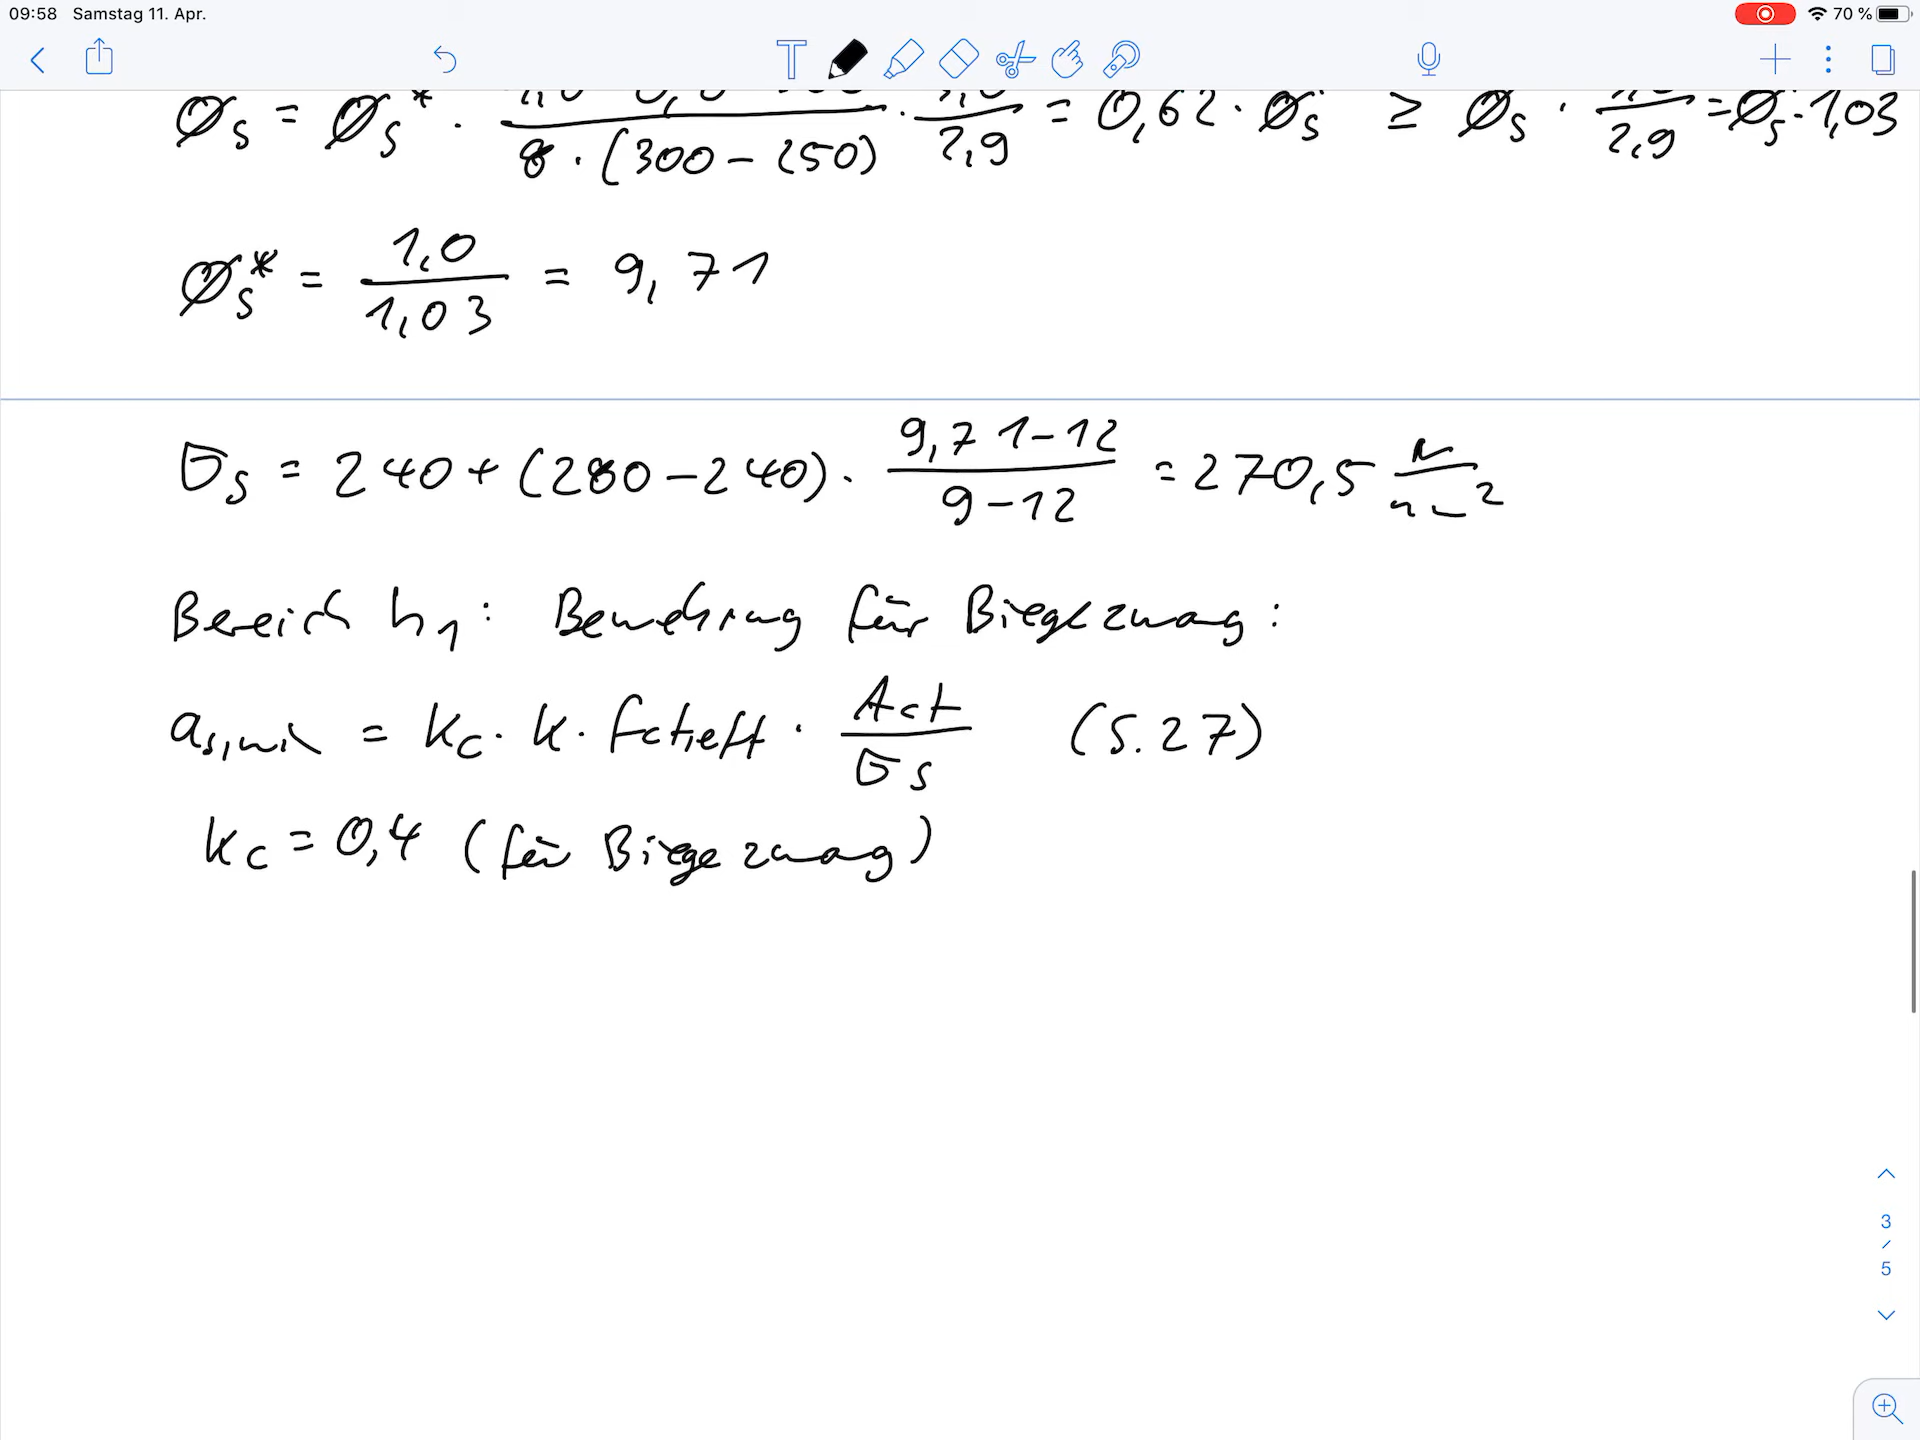 09:58 Samstag 11. Apr. 70 %
T
Øs = Øs* · / 8 · (300 – 250) · / 2,9 = 0,62 · Øs* ≥ Øs* · / 2,9 = Øs* · 1,03
Øs* = 1,0 / 1,03 = 9,71
σs = 240 + (280 – 240) · 9,71 – 12 / 9 – 12 = 270,5 N / mm²
Bereich h1: Bewehrung für Biegezwang:
as,min = kc · k · fct,eff · Act / σs (5.27)
kc = 0,4 (für Biegezwang)
3
/
5